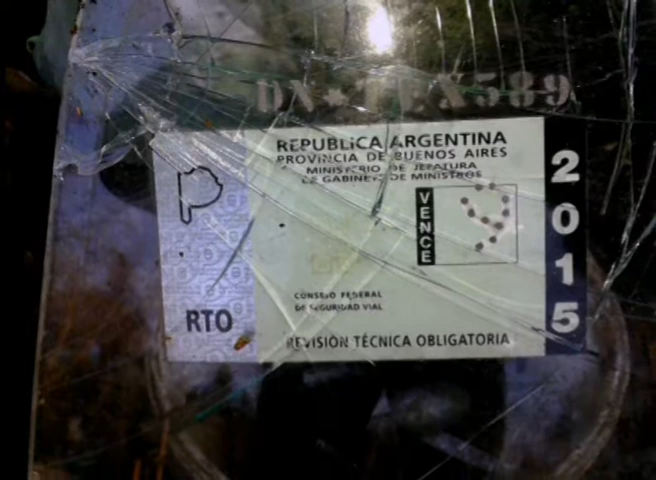 REPUBLICA ARGENTINA
PROVINCIA DE BUENOS AIRES
MINISTERIO DE JEFATURA
DE GABINETE DE MINISTROS
VENCE
2015
CONSEJO FEDERAL
DE SEGURIDAD VIAL
RTO
REVISIÓN TÉCNICA OBLIGATORIA